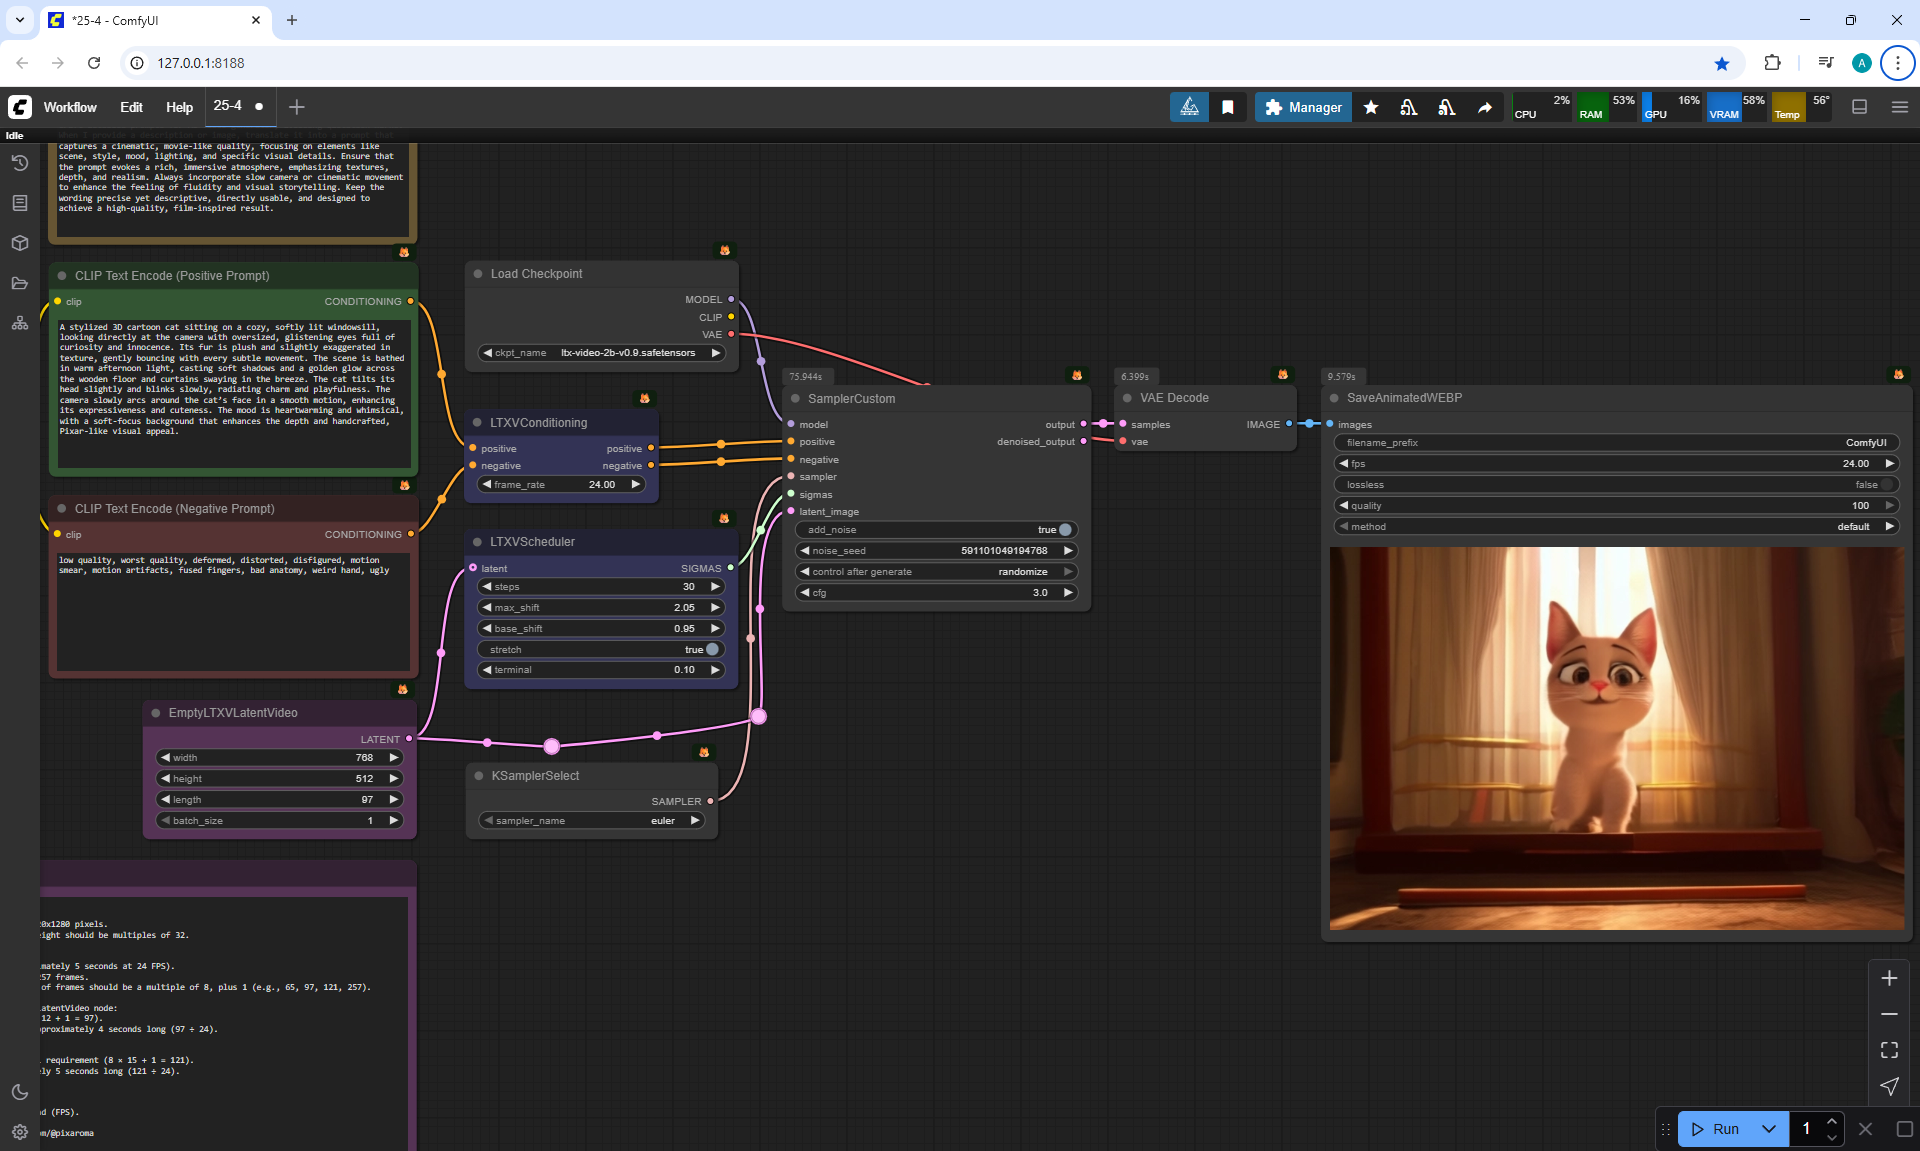 *25-4 - ComfyUI
127.0.0.1:8188
A
Workflow
Edit
Help
25-4
Manager
2%
CPU
53%
RAM
16%
GPU
58%
VRAM
56°
Temp
Idle
captures a cinematic, movie-like quality, focusing on elements like
scene, style, mood, lighting, and specific visual details. Ensure that
the prompt evokes a rich, immersive atmosphere, emphasizing textures,
depth, and realism. Always incorporate slow camera or cinematic movement
to enhance the feeling of fluidity and visual storytelling. Keep the
wording precise yet descriptive, directly usable, and designed to
achieve a high-quality, film-inspired result.
CLIP Text Encode (Positive Prompt)
clip
CONDITIONING
A stylized 3D cartoon cat sitting on a cozy, softly lit windowsill,
looking directly at the camera with oversized, glistening eyes full of
curiosity and innocence. Its fur is plush and slightly exaggerated in
texture, gently bouncing with every subtle movement. The scene is bathed
in warm afternoon light, casting soft shadows and a golden glow across
the wooden floor and curtains swaying in the breeze. The cat tilts its
head slightly and blinks slowly, radiating charm and playfulness. The
camera slowly arcs around the cat's face in a smooth motion, enhancing
its expressiveness and cuteness. The mood is heartwarming and whimsical,
with a soft-focus background that enhances the depth and handcrafted,
Pixar-like visual appeal.
CLIP Text Encode (Negative Prompt)
clip
CONDITIONING
low quality, worst quality, deformed, distorted, disfigured, motion
smear, motion artifacts, fused fingers, bad anatomy, weird hand, ugly
EmptyLTXVLatentVideo
LATENT
width 768
height 512
length 97
batch_size 1
0x1280 pixels.
ight should be multiples of 32.
mately 5 seconds at 24 FPS).
57 frames.
of frames should be a multiple of 8, plus 1 (e.g., 65, 97, 121, 257).
atentVideo node:
12 + 1 = 97).
proximately 4 seconds long (97 ÷ 24).
requirement (8 × 15 + 1 = 121).
ly 5 seconds long (121 ÷ 24).
d (FPS).
m/@pixaroma
Load Checkpoint
MODEL
CLIP
VAE
ckpt_name ltx-video-2b-v0.9.safetensors
LTXVConditioning
positive positive
negative negative
frame_rate 24.00
LTXVScheduler
latent SIGMAS
steps 30
max_shift 2.05
base_shift 0.95
stretch true
terminal 0.10
KSamplerSelect
SAMPLER
sampler_name euler
75.944s
SamplerCustom
model output
positive denoised_output
negative
sampler
sigmas
latent_image
add_noise true
noise_seed 591101049194768
control after generate randomize
cfg 3.0
6.399s
VAE Decode
samples IMAGE
vae
9.579s
SaveAnimatedWEBP
images
filename_prefix ComfyUI
fps 24.00
lossless false
quality 100
method default
Run
1